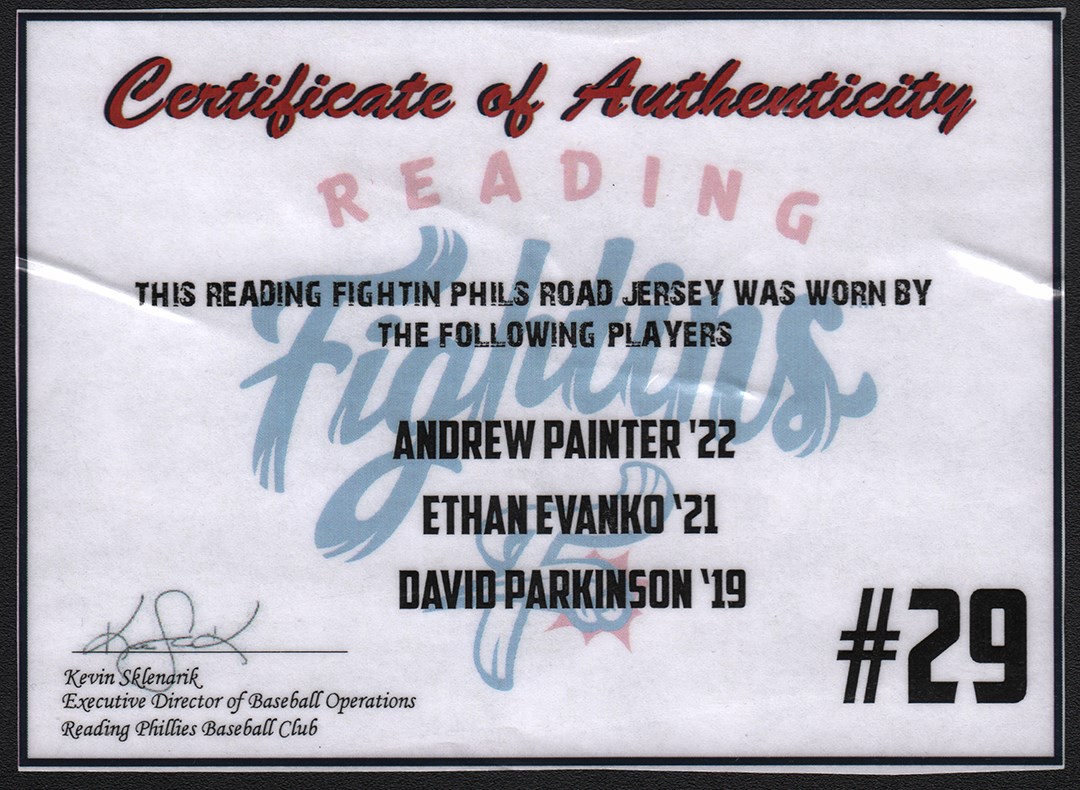 Certificate of Authenticity
READING
Fightins
THIS READING FIGHTIN PHILS ROAD JERSEY WAS WORN BY
THE FOLLOWING PLAYERS
ANDREW PAINTER '22
ETHAN EVANKO '21
DAVID PARKINSON '19
#29
Kevin Sklenarik
Executive Director of Baseball Operations
Reading Phillies Baseball Club